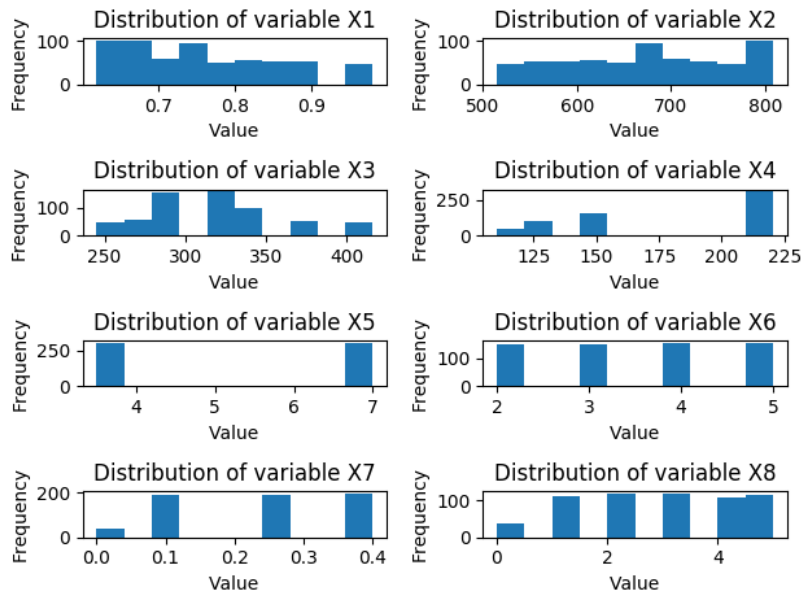 Distribution of variable X1
Frequency
100
0
0.7 0.8 0.9
Value
Distribution of variable X2
Frequency
100
0
500 600 700 800
Value
Distribution of variable X3
Frequency
100
0
250 300 350 400
Value
Distribution of variable X4
Frequency
250
0
125 150 175 200 225
Value
Distribution of variable X5
Frequency
250
0
4 5 6 7
Value
Distribution of variable X6
Frequency
100
0
2 3 4 5
Value
Distribution of variable X7
Frequency
200
0
0.0 0.1 0.2 0.3 0.4
Value
Distribution of variable X8
Frequency
100
0
0 2 4
Value